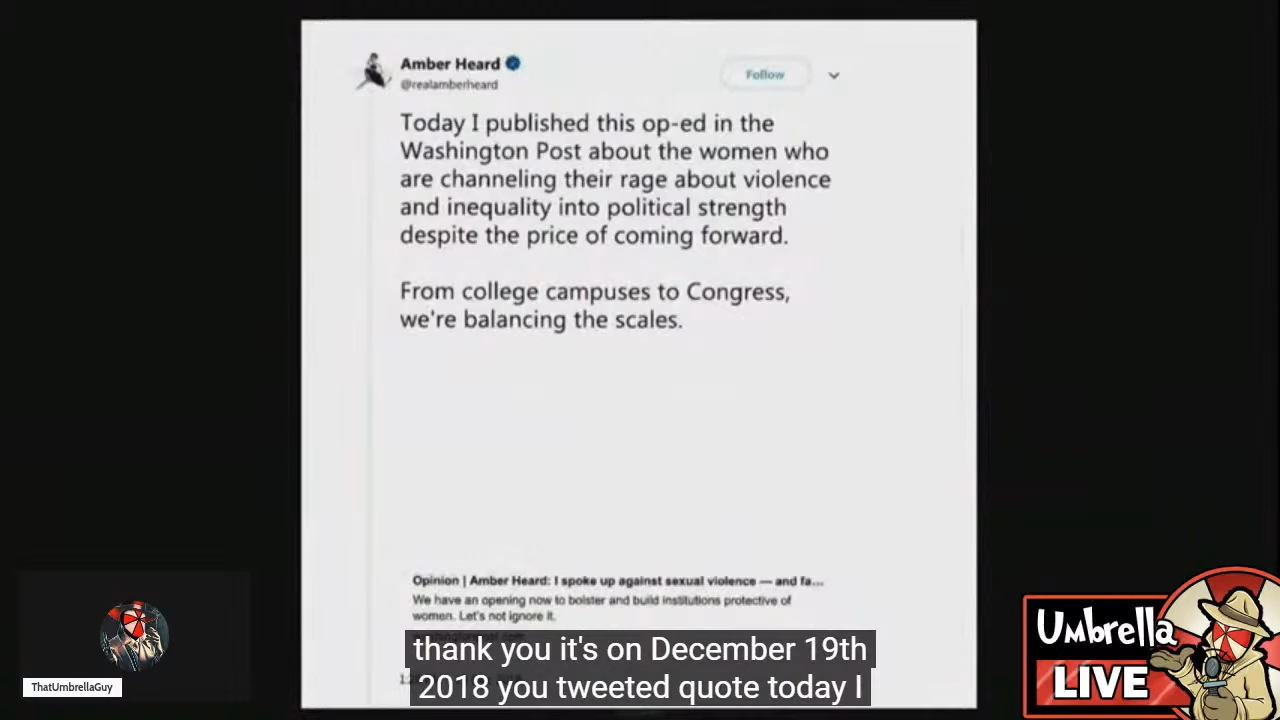 Amber Heard
@realamberheard
Follow
Today I published this op-ed in the
Washington Post about the women who
are channeling their rage about violence
and inequality into political strength
despite the price of coming forward.
From college campuses to Congress,
we're balancing the scales.
Opinion | Amber Heard: I spoke up against sexual violence — and fa...
We have an opening now to bolster and build institutions protective of
women. Let's not ignore it.
thank you it's on December 19th
2018 you tweeted quote today I
ThatUmbrellaGuy
Umbrella
LIVE